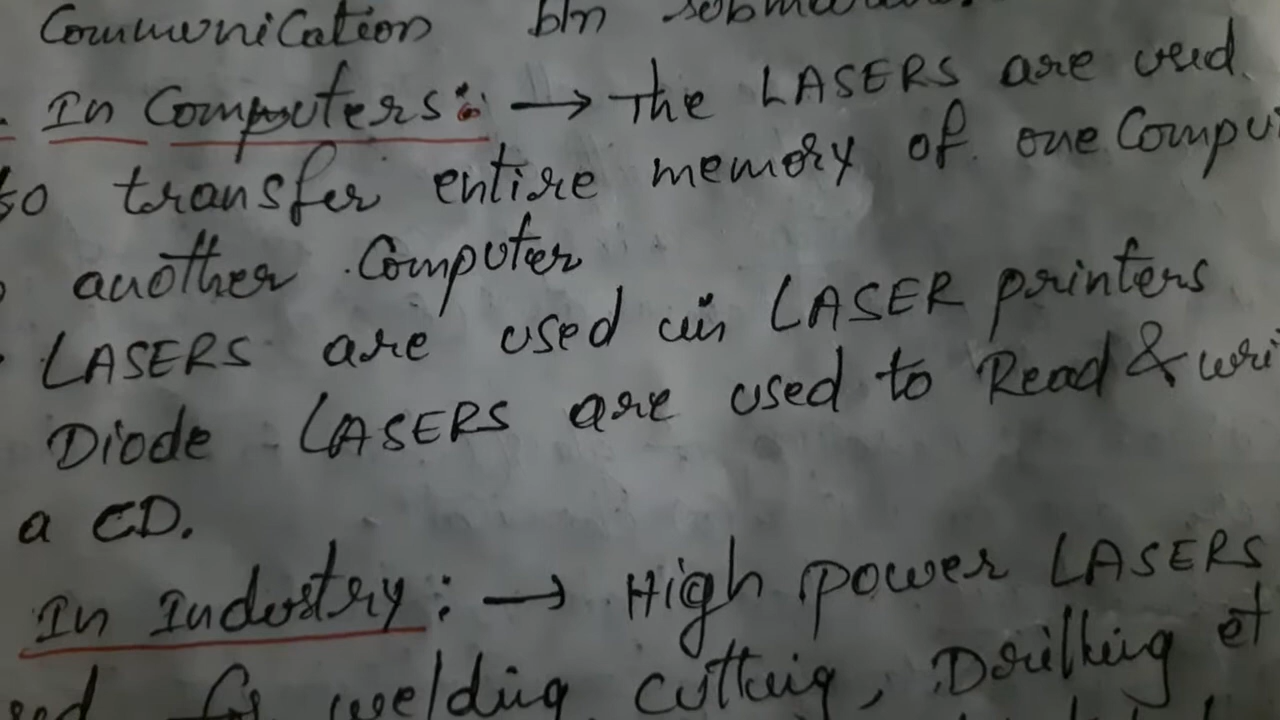 Communication b/n
. In Computers: → The LASERS are used
to transfer entire memory of one Compu
another Computer
LASERS are used in LASER printers
Diode LASERS are used to Read & wri
a CD.
In Industry: → High power LASERS
welding, cutting, Drilling et